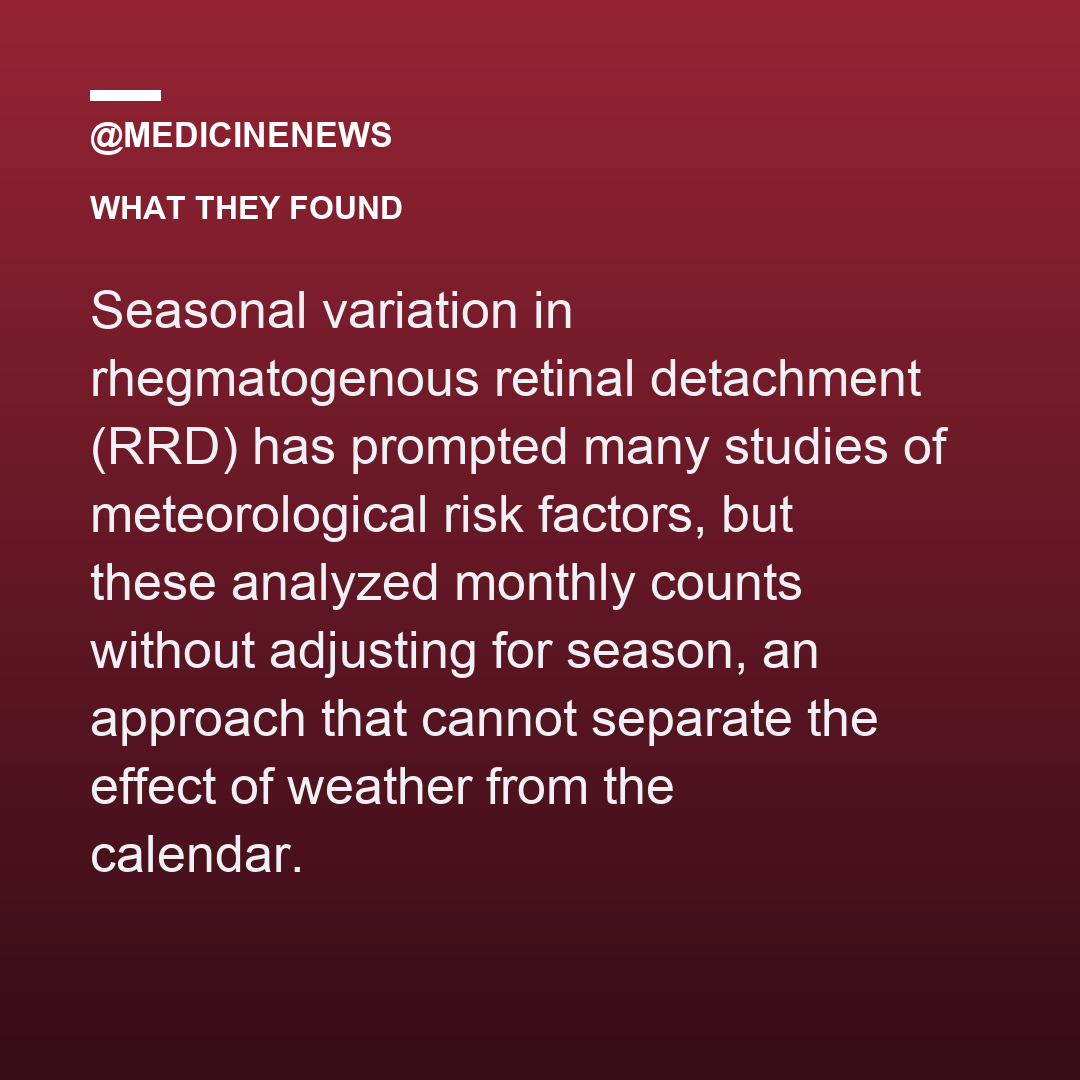 @MEDICINENEWS
WHAT THEY FOUND
Seasonal variation in
rhegmatogenous retinal detachment
(RRD) has prompted many studies of
meteorological risk factors, but
these analyzed monthly counts
without adjusting for season, an
approach that cannot separate the
effect of weather from the
calendar.